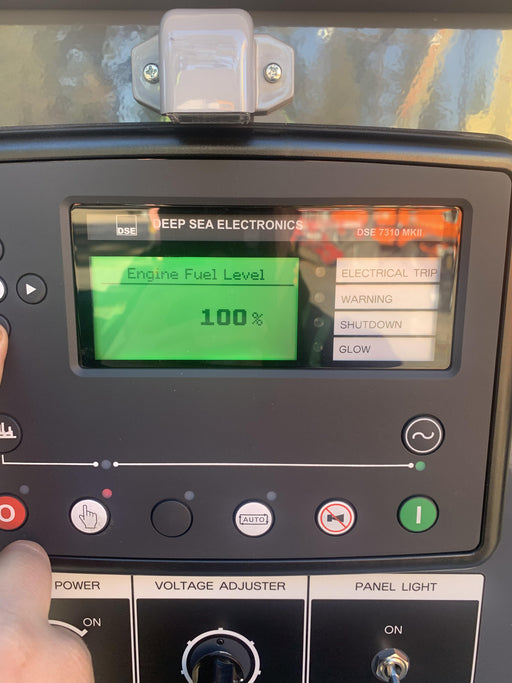 DSE
DEEP SEA ELECTRONICS
DSE 7310 MKII
Engine Fuel Level
100 %
ELECTRICAL TRIP
WARNING
SHUTDOWN
GLOW
AUTO
POWER
ON
VOLTAGE ADJUSTER
PANEL LIGHT
ON